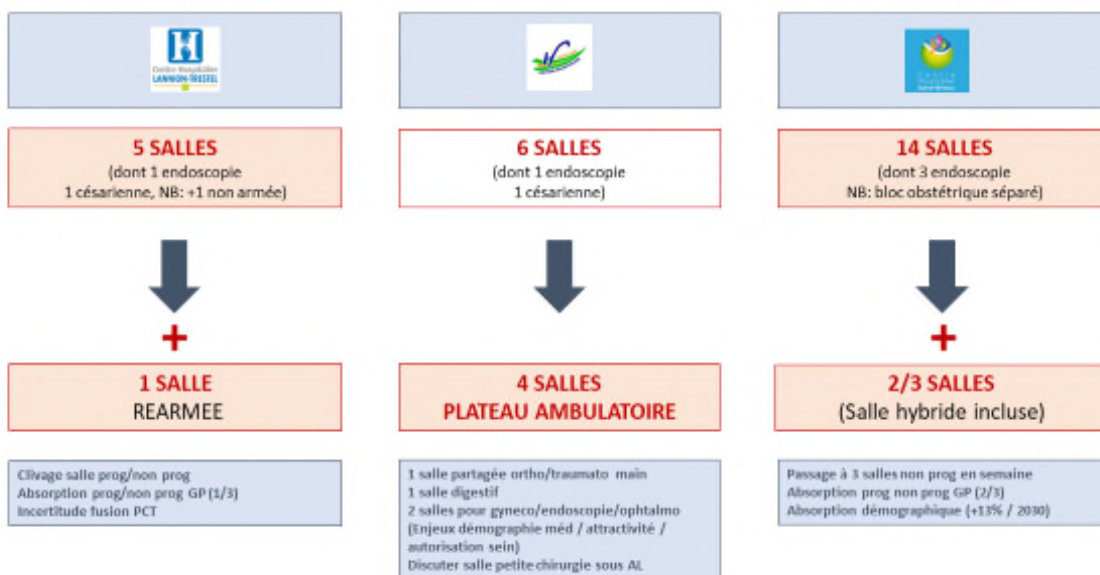 H
Centre Hospitalier
LANNION-TRESTEL
Centre
Hospitalier
Saint-Brieuc
5 SALLES
(dont 1 endoscopie
1 césarienne, NB: +1 non armée)
6 SALLES
(dont 1 endoscopie
1 césarienne)
14 SALLES
(dont 3 endoscopie
NB: bloc obstétrique séparé)
+
+
1 SALLE
REARMEE
4 SALLES
PLATEAU AMBULATOIRE
2/3 SALLES
(Salle hybride incluse)
Clivage salle prog/non prog
Absorption prog/non prog GP (1/3)
Incertitude fusion PCT
1 salle partagée ortho/traumato main
1 salle digestif
2 salles pour gyneco/endoscopie/ophtalmo
(Enjeux démographie méd / attractivité /
autorisation sein)
Discuter salle petite chirurgie sous AL
Passage à 3 salles non prog en semaine
Absorption prog non prog GP (2/3)
Absorption démographique (+13% / 2030)